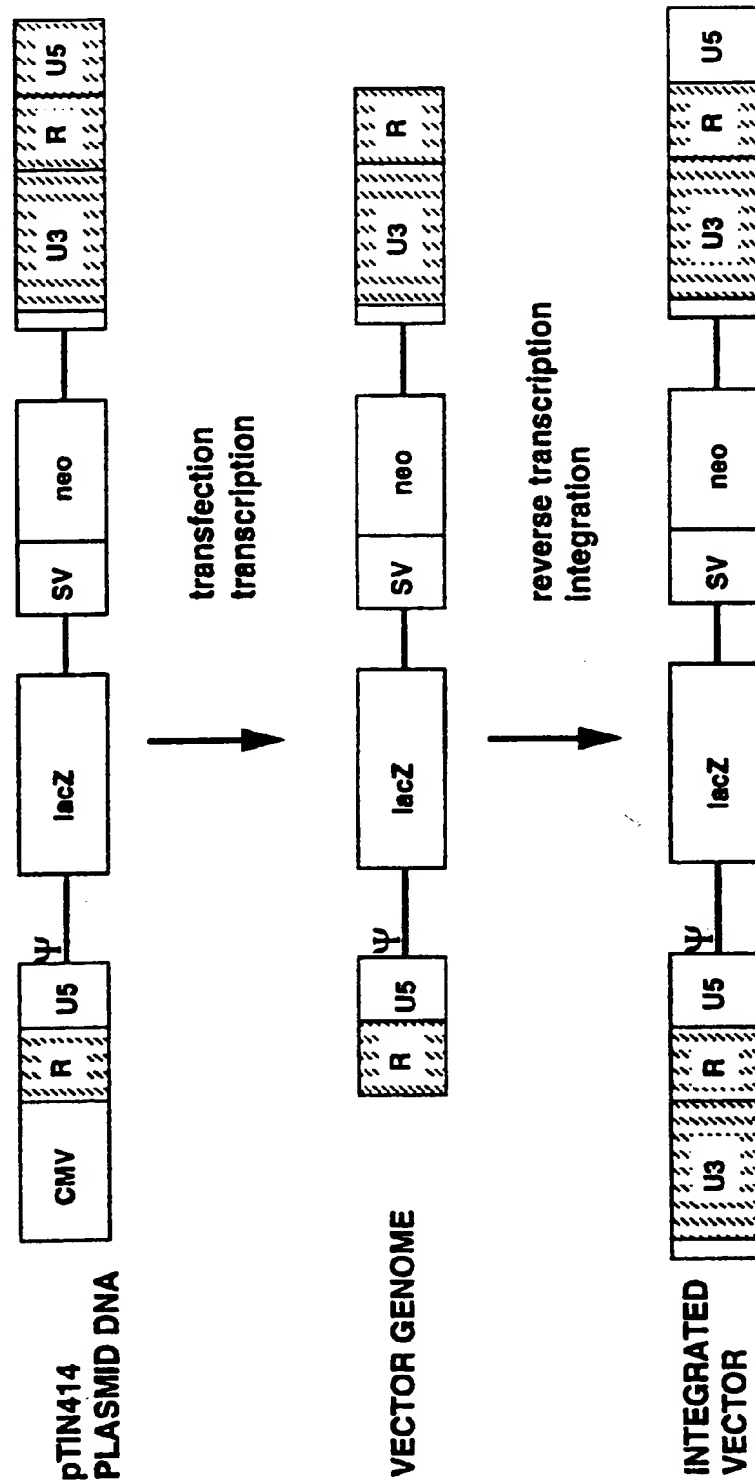 pTIN414
PLASMID DNA
CMV R U5 Ψ lacZ SV neo U3 R U5
transfection
transcription
VECTOR GENOME
R U5 Ψ lacZ SV neo U3 R
reverse transcription
integration
INTEGRATED
VECTOR
U3 R U5 Ψ lacZ SV neo U3 R U5